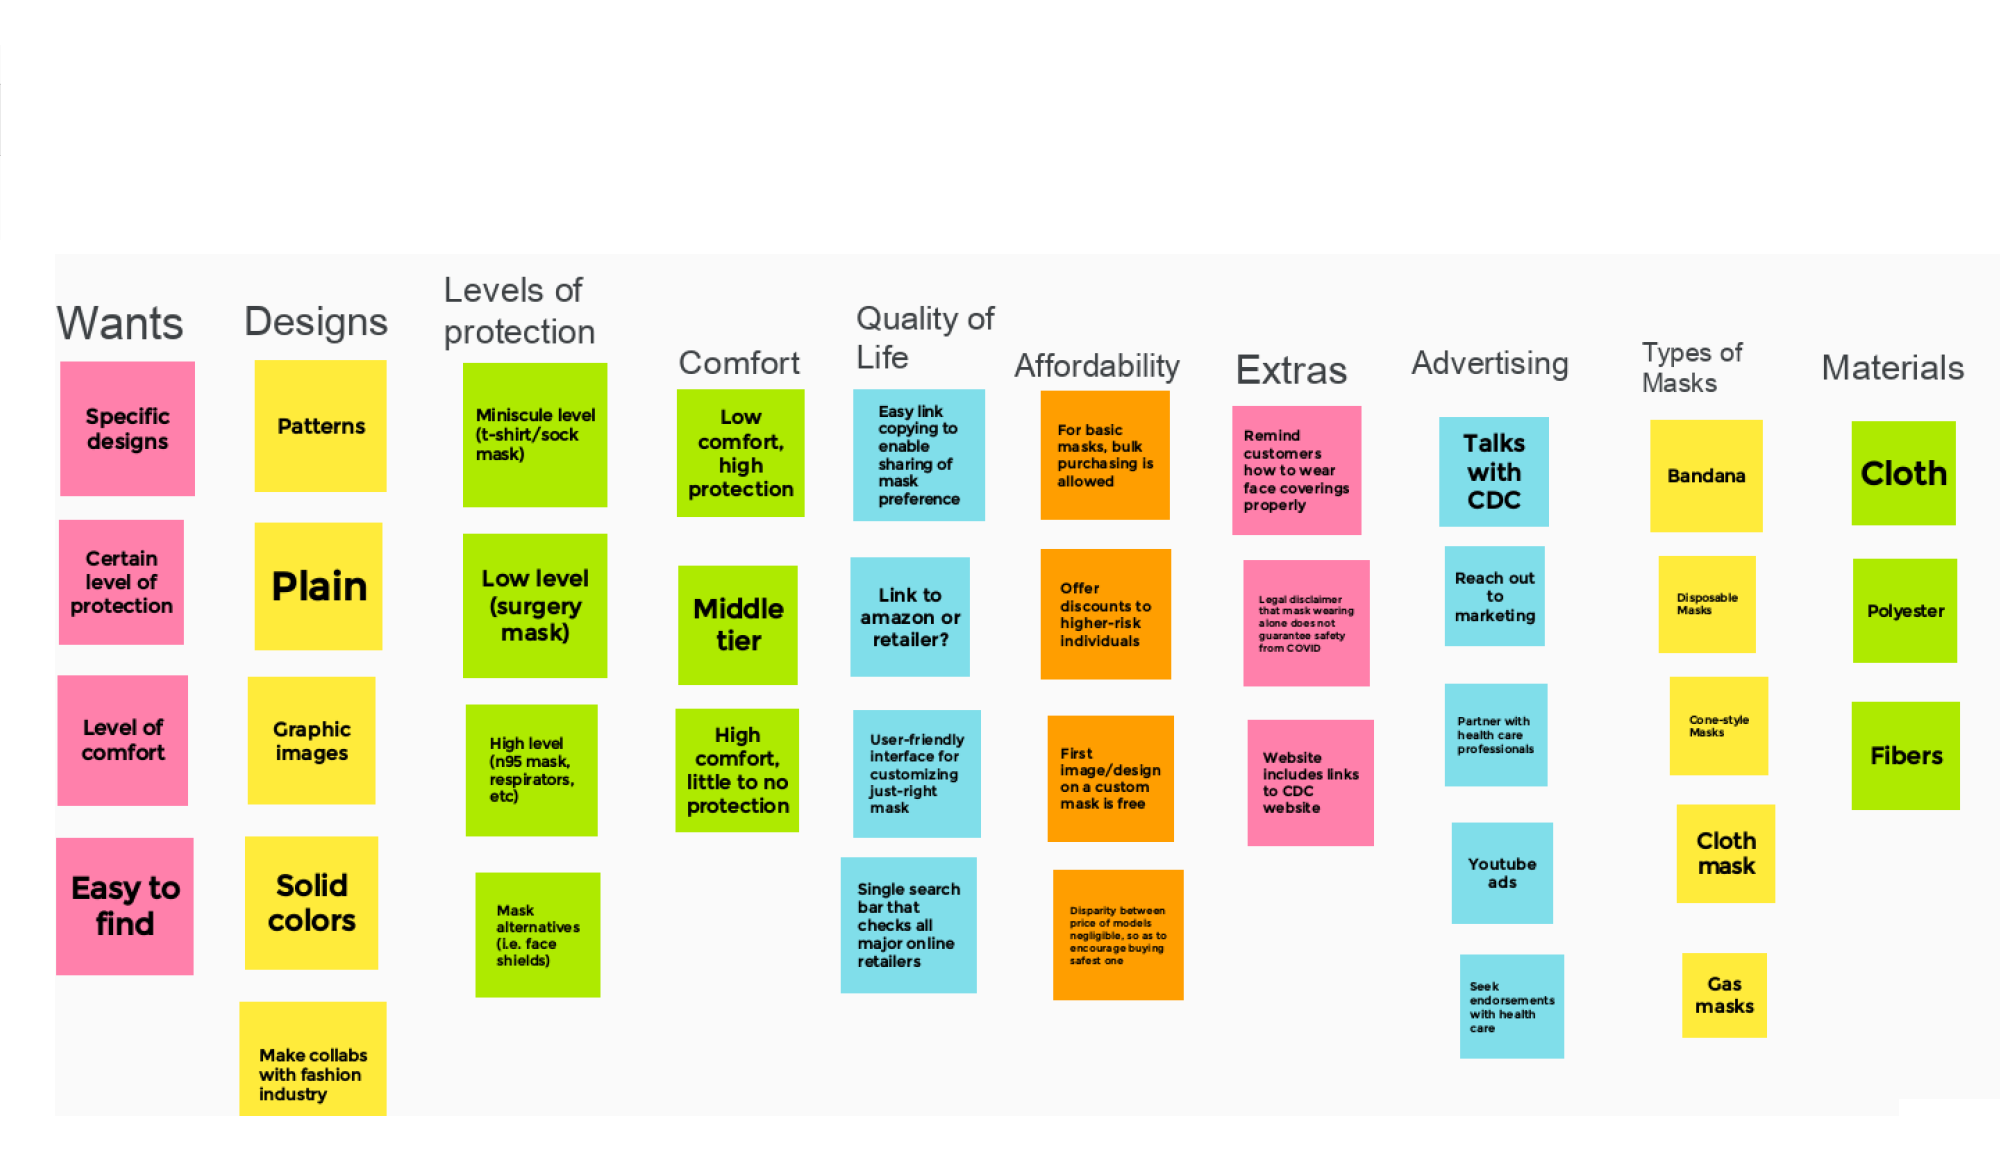 Wants
Specific
designs
Certain
level of
protection
Level of
comfort
Easy to
find
Designs
Patterns
Plain
Graphic
images
Solid
colors
Make collabs
with fashion
industry
Levels of
protection
Miniscule level
(t-shirt/sock
mask)
Low level
(surgery
mask)
High level
(n95 mask,
respirators,
etc)
Mask
alternatives
(i.e. face
shields)
Comfort
Low
comfort,
high
protection
Middle
tier
High
comfort,
little to no
protection
Quality of
Life
Easy link
copying to
enable
sharing of
mask
preference
Link to
amazon or
retailer?
User-friendly
interface for
customizing
just-right
mask
Single search
bar that
checks all
major online
retailers
Affordability
For basic
masks, bulk
purchasing is
allowed
Offer
discounts to
higher-risk
individuals
First
image/design
on a custom
mask is free
Disparity between
price of models
negligible, so as to
encourage buying
safest one
Extras
Remind
customers
how to wear
face coverings
properly
Legal disclaimer
that mask wearing
alone does not
guarantee safety
from COVID
Website
includes links
to CDC
website
Advertising
Talks
with
CDC
Reach out
to
marketing
Partner with
health care
professionals
Youtube
ads
Seek
endorsements
with health
care
Types of
Masks
Bandana
Disposable
Masks
Cone-style
Masks
Cloth
mask
Gas
masks
Materials
Cloth
Polyester
Fibers